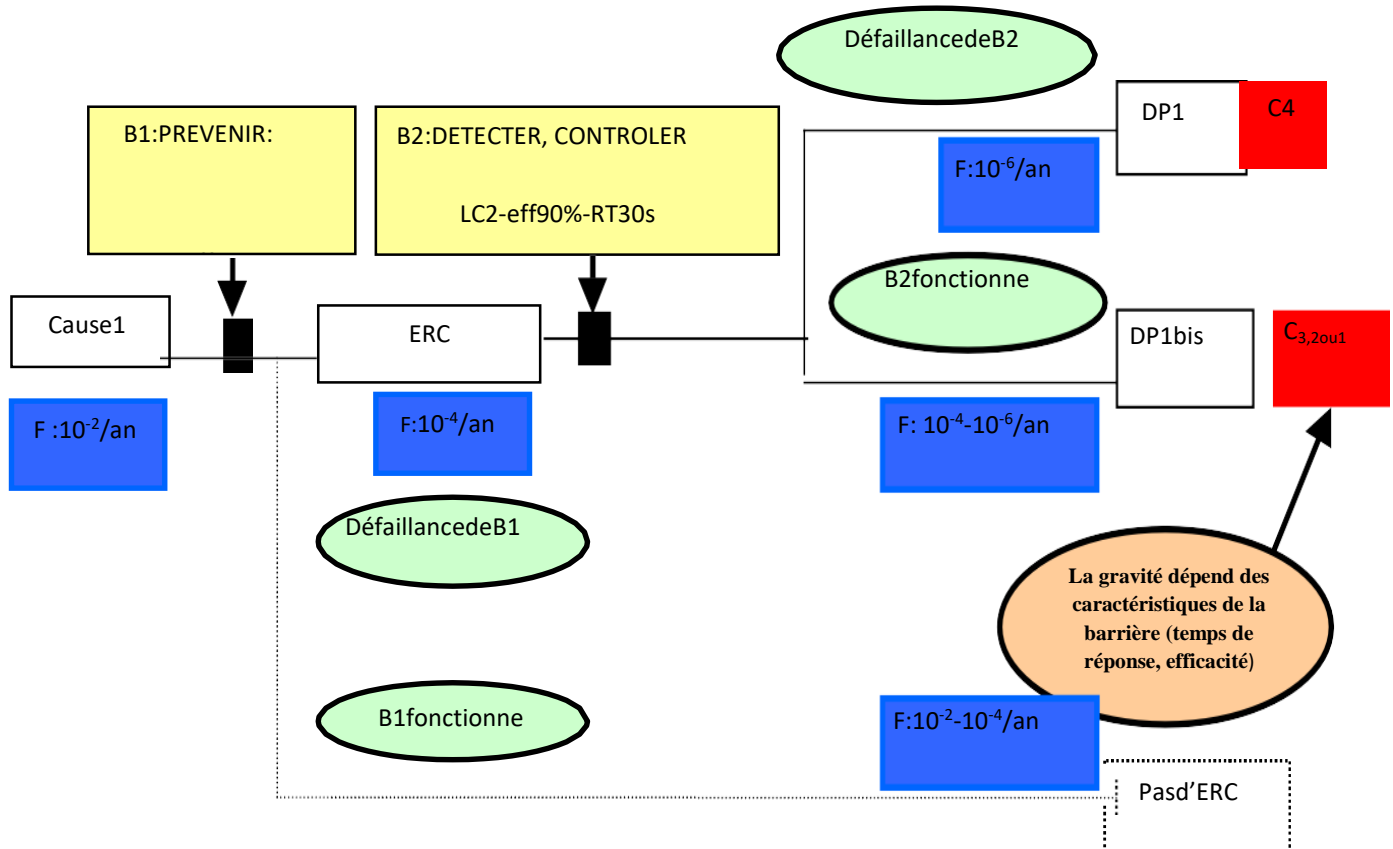 DéfaillancedeB2
B1:PREVENIR:
B2:DETECTER, CONTROLER
LC2-eff90%-RT30s
DP1
C4
F:10⁻⁶/an
B2fonctionne
Cause1
ERC
DP1bis
C₃,₂ₒᵤ₁
F :10⁻²/an
F:10⁻⁴/an
F: 10⁻⁴-10⁻⁶/an
DéfaillancedeB1
La gravité dépend des
caractéristiques de la
barrière (temps de
réponse, efficacité)
B1fonctionne
F:10⁻²-10⁻⁴/an
Pasd’ERC